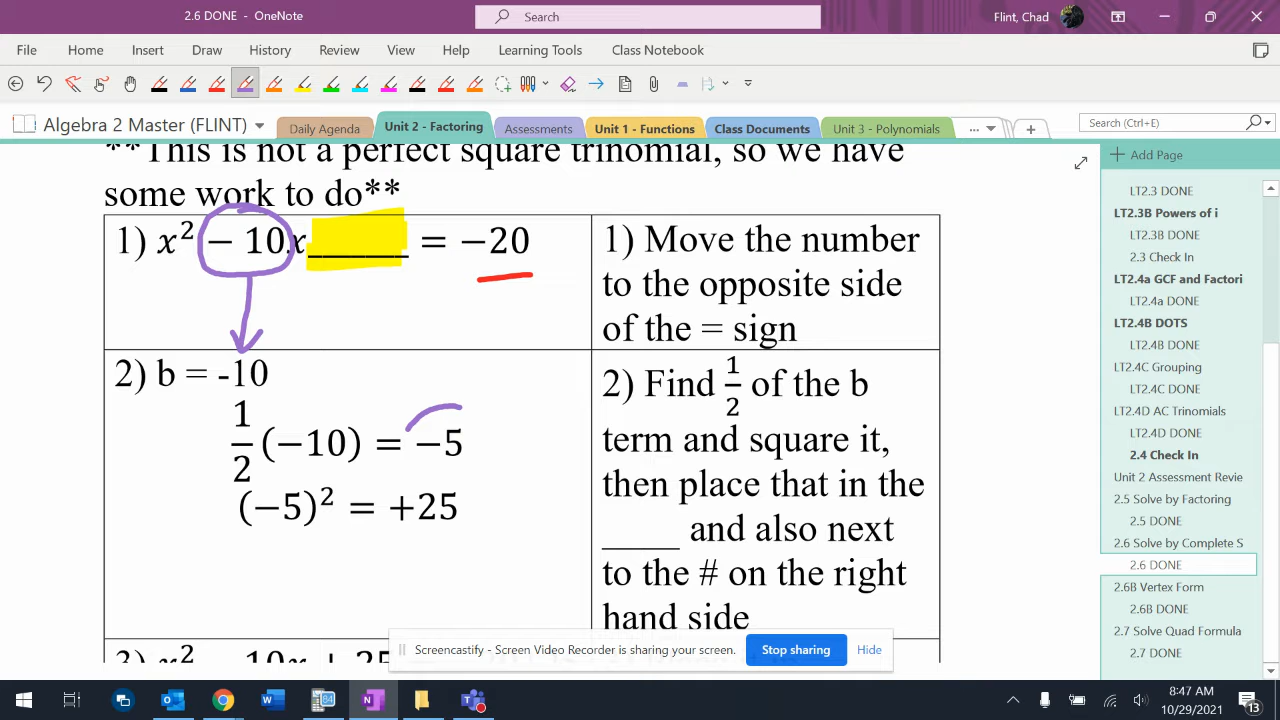 2.6 DONE - OneNote
Search
Flint, Chad
File Home Insert Draw History Review View Help Learning Tools Class Notebook
Algebra 2 Master (FLINT)
Daily Agenda
Unit 2 - Factoring
Assessments
Unit 1 - Functions
Class Documents
Unit 3 - Polynomials
...
Search (Ctrl+E)
**This is not a perfect square trinomial, so we have
some work to do**
1) x² − 10x______ = −20
1) Move the number
to the opposite side
of the = sign
2) b = -10
1/2 (−10) = −5
(−5)² = +25
2) Find 1/2 of the b
term and square it,
then place that in the
____ and also next
to the # on the right
hand side
Add Page
LT2.3 DONE
LT2.3B Powers of i
LT2.3B DONE
2.3 Check In
LT2.4a GCF and Factoring
LT2.4a DONE
LT2.4B DOTS
LT2.4B DONE
LT2.4C Grouping
LT2.4C DONE
LT2.4D AC Trinomials
LT2.4D DONE
2.4 Check In
Unit 2 Assessment Revie
2.5 Solve by Factoring
2.5 DONE
2.6 Solve by Complete S
2.6 DONE
2.6B Vertex Form
2.6B DONE
2.7 Solve Quad Formula
2.7 DONE
Screencastify - Screen Video Recorder is sharing your screen.
Stop sharing
Hide
84
8:47 AM
10/29/2021
13